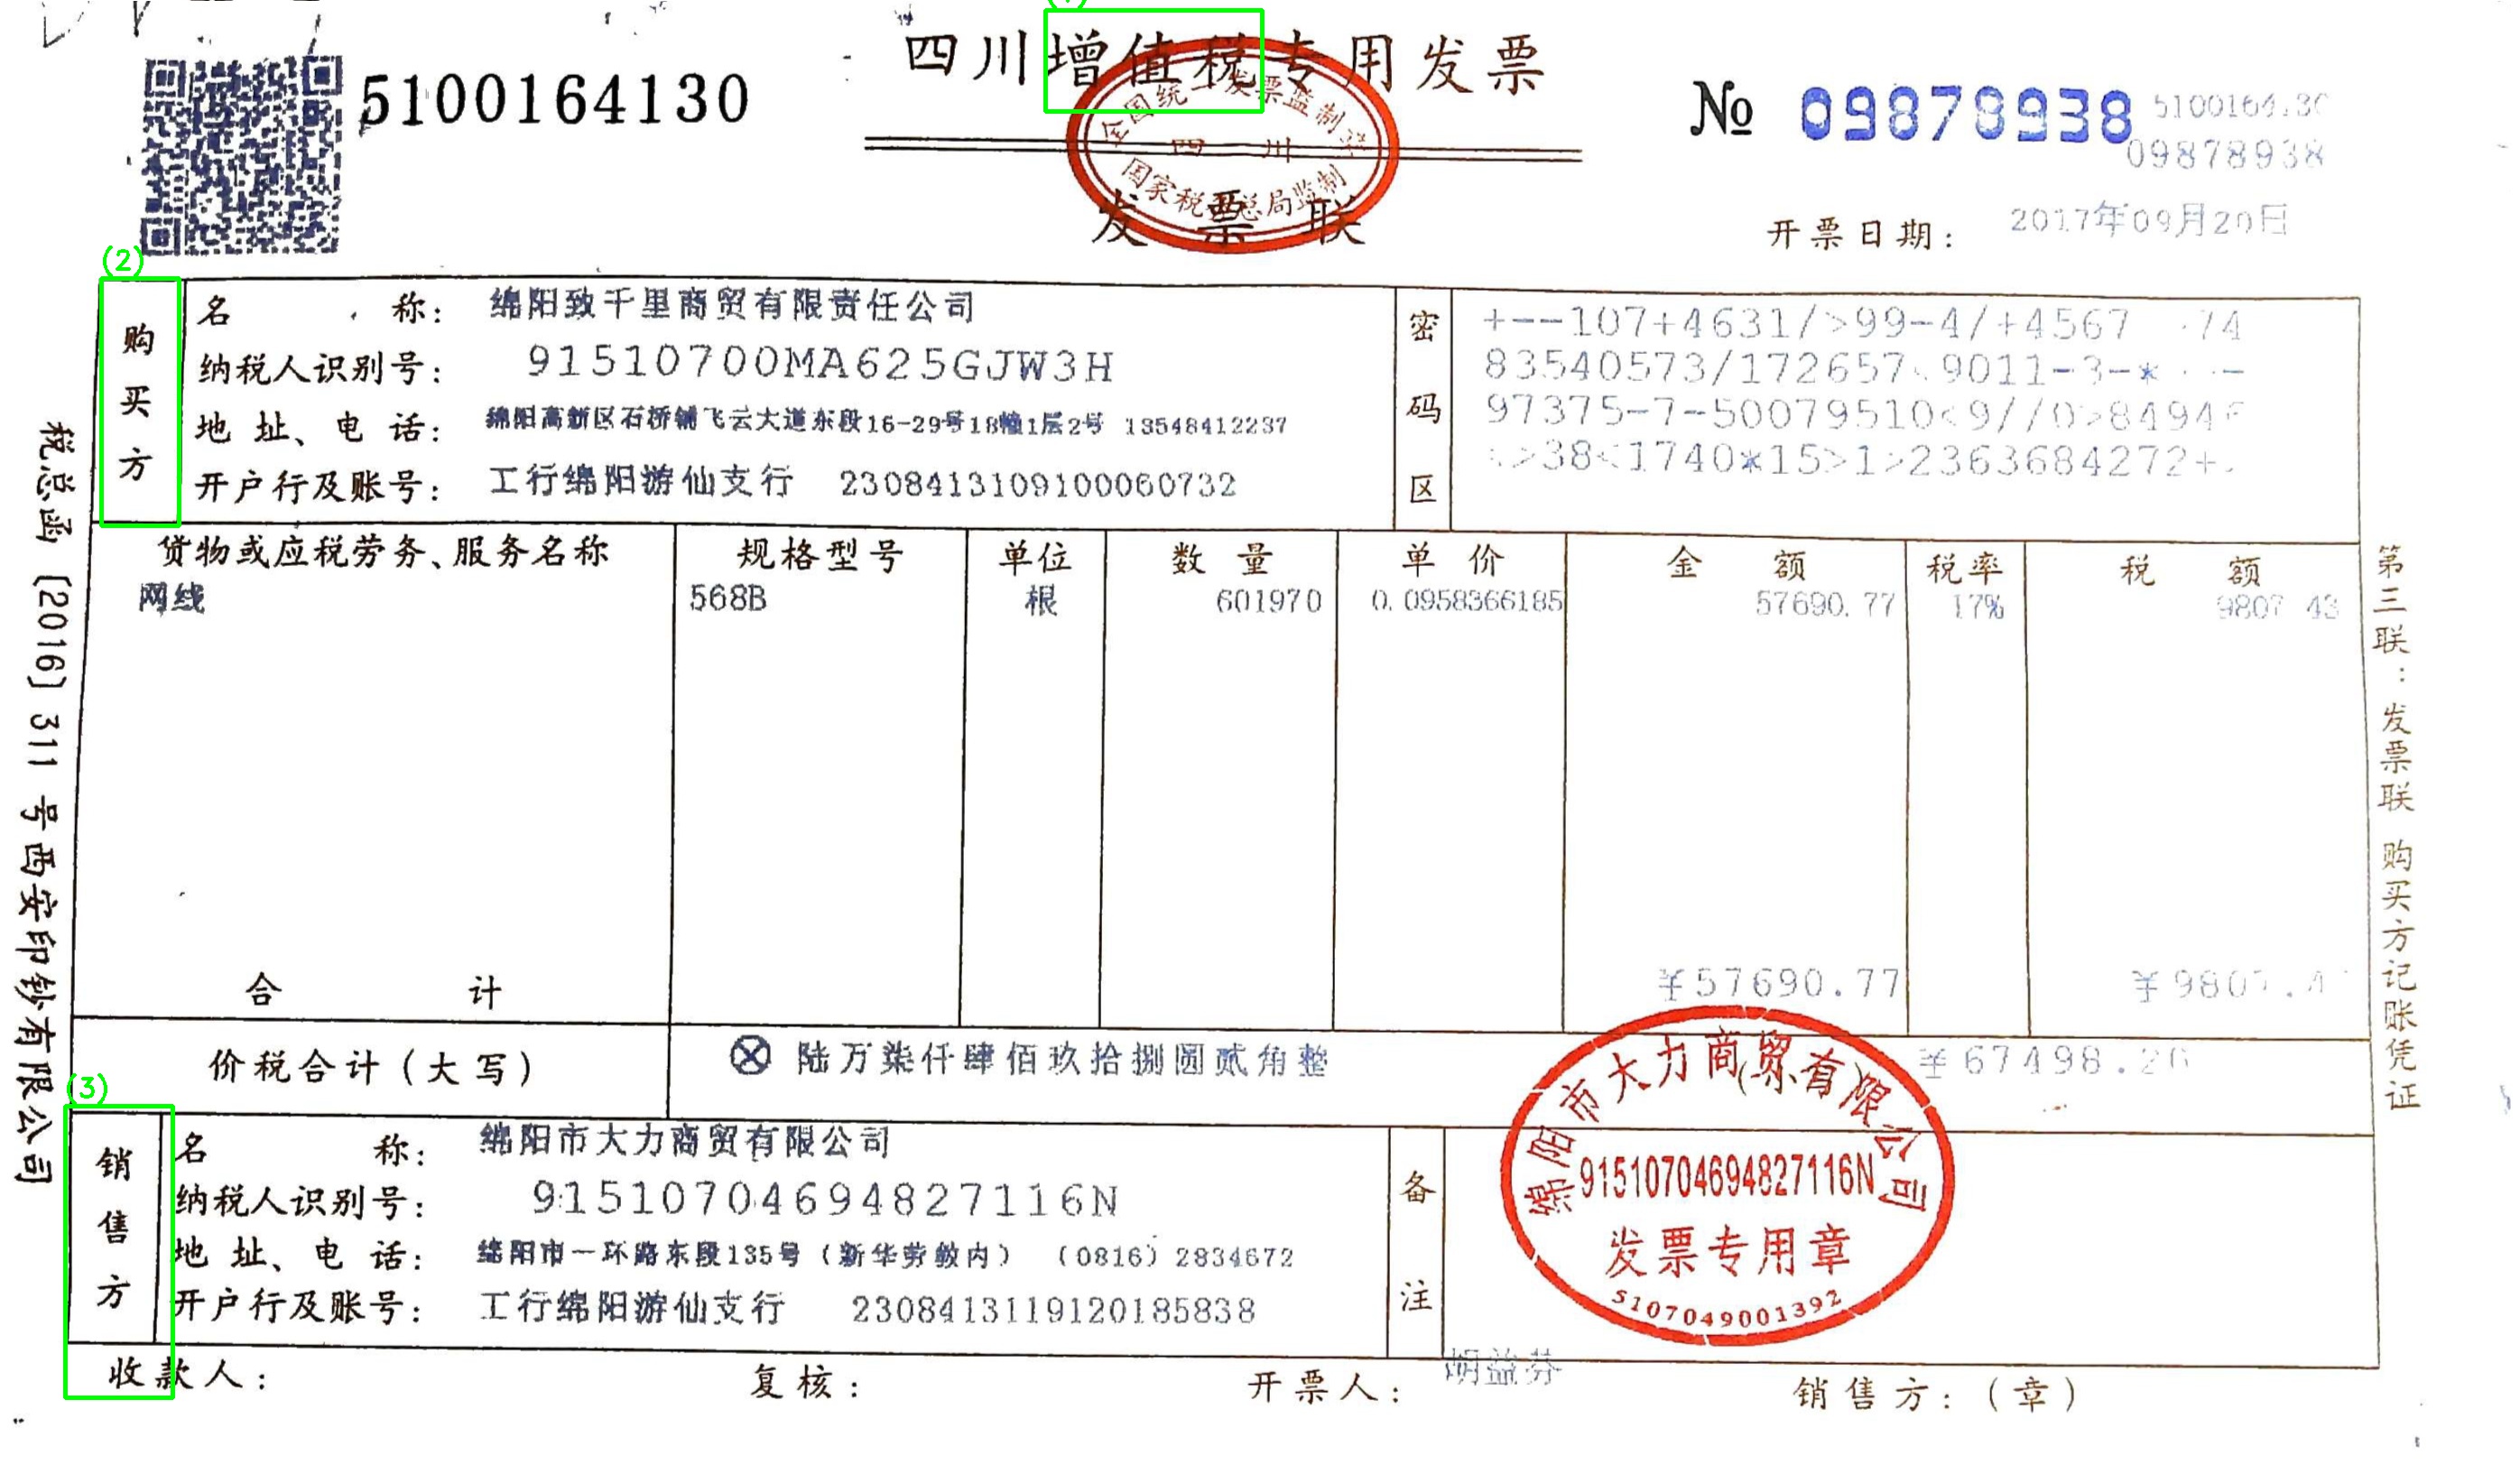 四川增值税专用发票
5100164130
No 09878938
09878938
全国统一发票监制章
四川
国家税务总局监制
发票联
开票日期: 2017年09月20日
购买方
名称: 绵阳致千里商贸有限责任公司
纳税人识别号: 91510700MA625GJW3H
地址、电话: 绵阳高新区石桥铺飞云大道东段16-29号18幢1层2号 13548412237
开户行及账号: 工行绵阳游仙支行 2308413109100060732
密码区
+--107+4631/>99-4/+4567 74
83540573/172657 9011-3-*
97375-7-50079510<9//0>8494
>38<1740*15>1>2363684272+
货物或应税劳务、服务名称 规格型号 单位 数量 单价 金额 税率 税额
网线 568B 根 601970 0.0958366185 57690.77 17% 9807.43
合计 ¥57690.77 ¥9807.4
价税合计(大写) ⊗陆万柒仟肆佰玖拾捌圆贰角整 (小写) ¥67498.20
销售方
名称: 绵阳市大力商贸有限公司
纳税人识别号: 91510704694827116N
地址、电话: 绵阳市一环路东段135号(新华劳教内) (0816)2834672
开户行及账号: 工行绵阳游仙支行 2308413119120185838
备注
绵阳市大力商贸有限公司
91510704694827116N
发票专用章
5107049001392
收款人: 复核: 开票人: 胡益芬 销售方:(章)
税总函〔2016〕311号西安印钞有限公司
第三联:发票联 购买方记账凭证
(2)
(3)